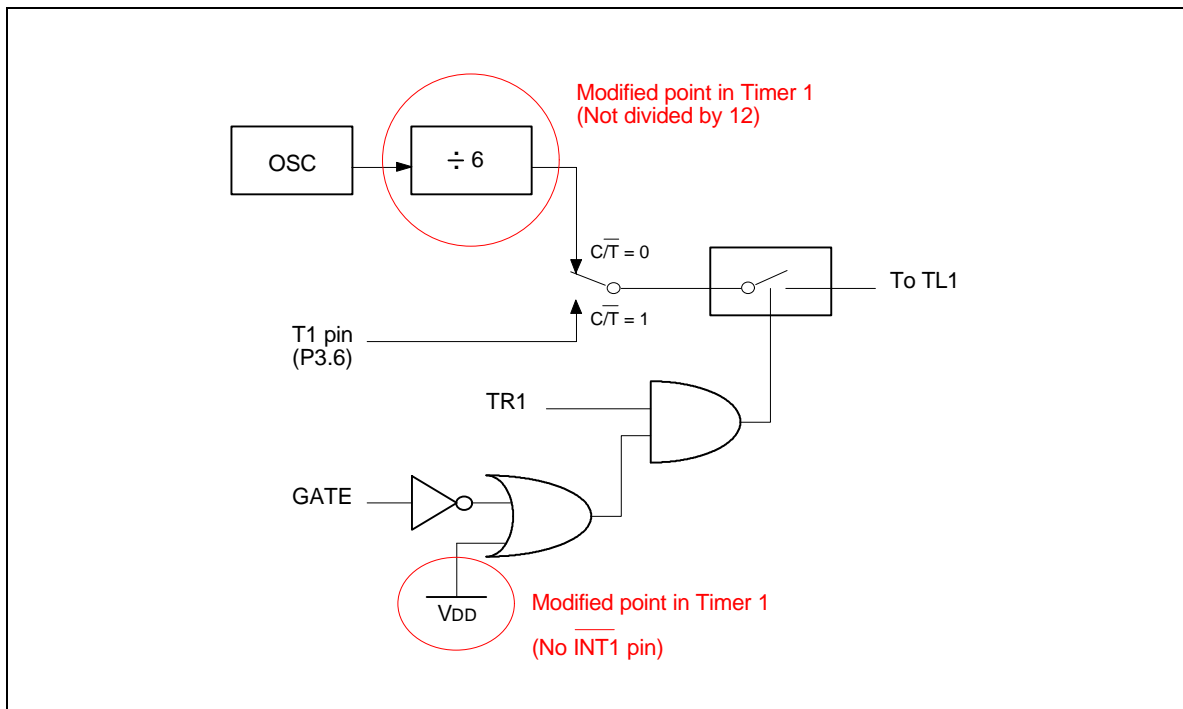 Modified point in Timer 1
(Not divided by 12)
OSC
÷ 6
C/T̅ = 0
To TL1
C/T̅ = 1
T1 pin
(P3.6)
TR1
GATE
VDD
Modified point in Timer 1
(No I̅N̅T̅1̅ pin)